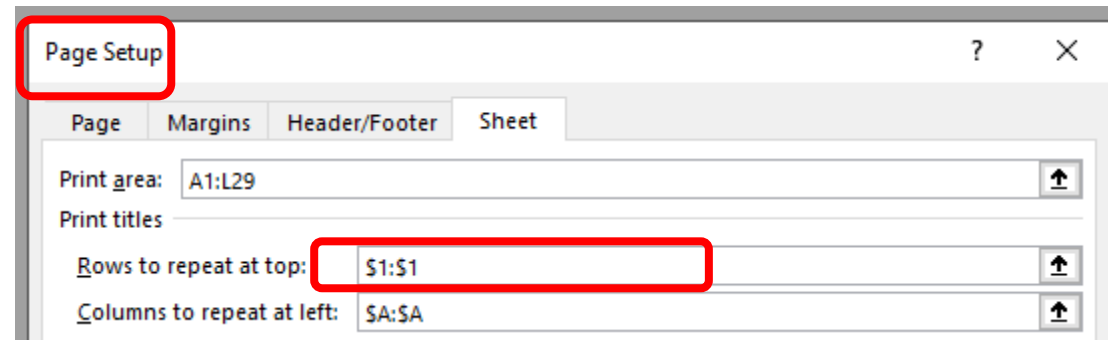 Page Setup ?
Page Margins Header/Footer Sheet
Print area: A1:L29
Print titles
Rows to repeat at top: $1:$1
Columns to repeat at left: $A:$A